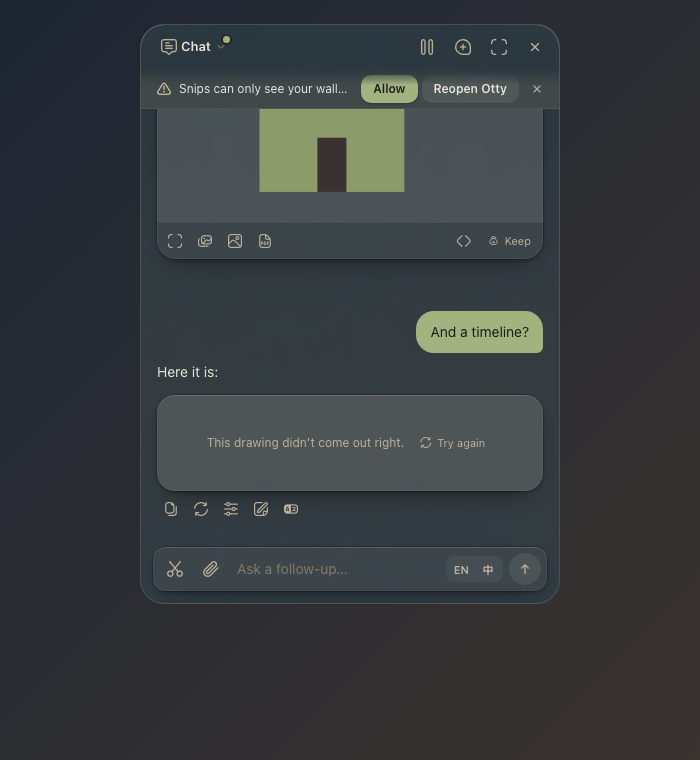 Chat
Snips can only see your wall...
Allow
Reopen Otty
PDF
Keep
And a timeline?
Here it is:
This drawing didn't come out right.
Try again
A Z
Ask a follow-up...
EN 中